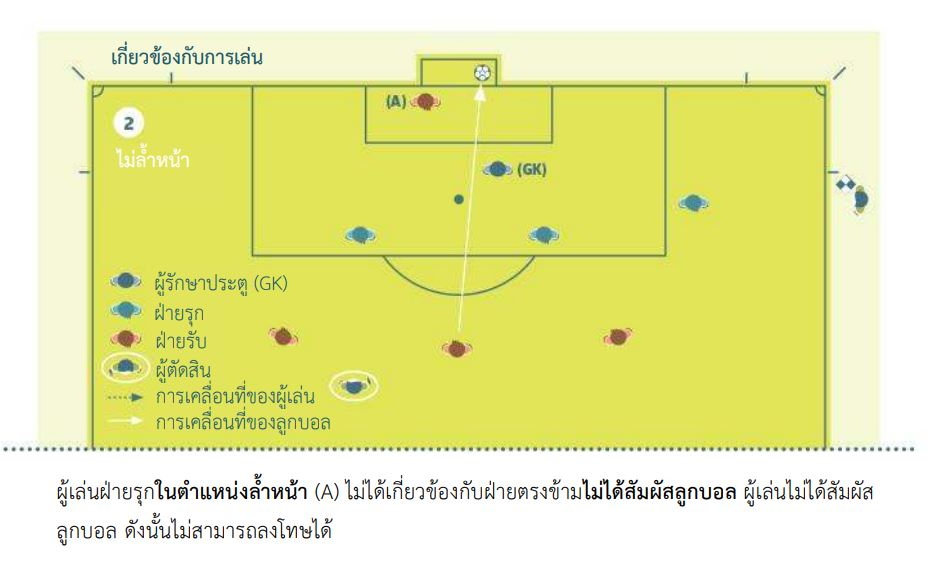 เกี่ยวข้องกับการเล่น
(A)
2
ไม่ล้ำหน้า
(GK)
ผู้รักษาประตู (GK)
ฝ่ายรุก
ฝ่ายรับ
ผู้ตัดสิน
การเคลื่อนที่ของผู้เล่น
การเคลื่อนที่ของลูกบอล
ผู้เล่นฝ่ายรุกในตำแหน่งล้ำหน้า (A) ไม่ได้เกี่ยวข้องกับฝ่ายตรงข้ามไม่ได้สัมผัสลูกบอล ผู้เล่นไม่ได้สัมผัส
ลูกบอล ดังนั้นไม่สามารถลงโทษได้